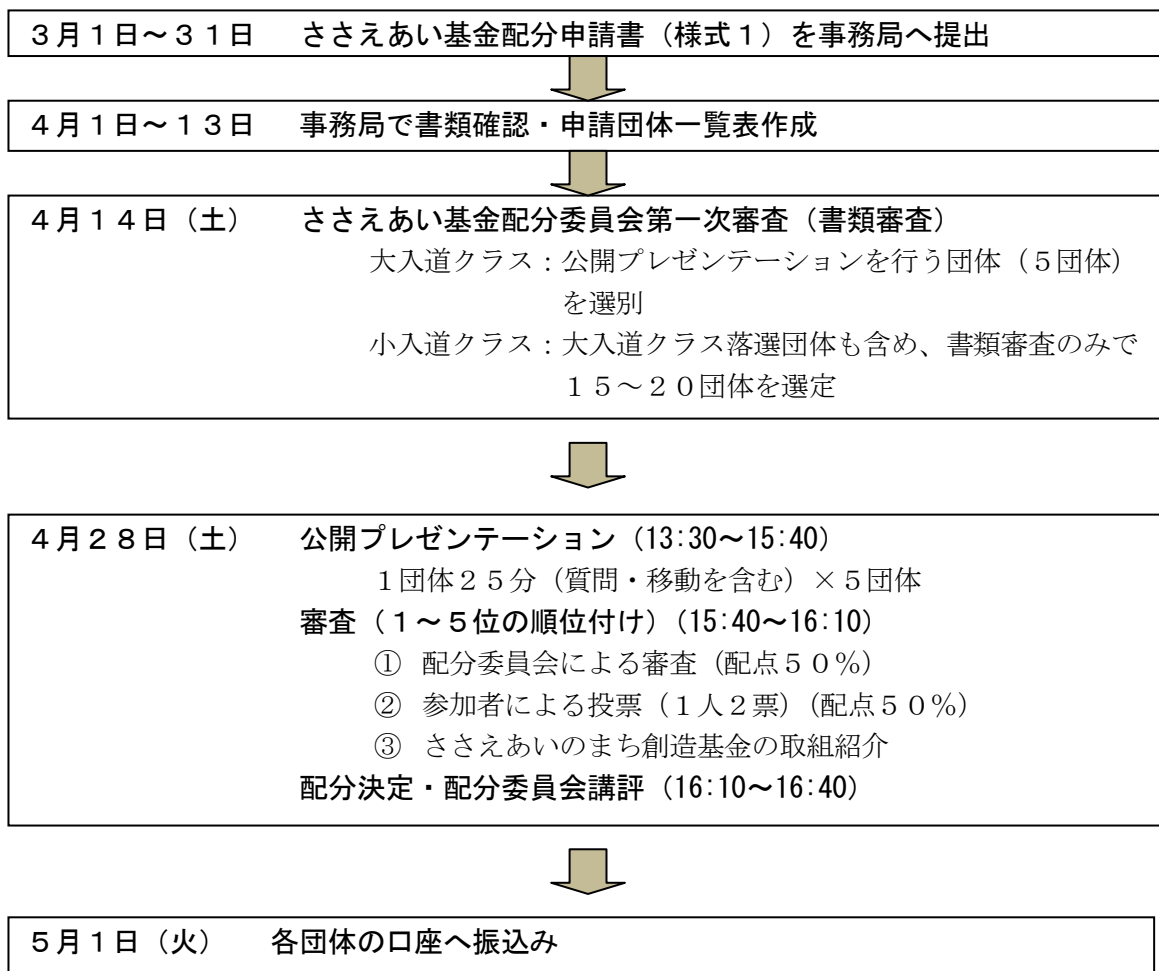 ３月１日～３１日　　ささえあい基金配分申請書（様式１）を事務局へ提出
４月１日～１３日　　事務局で書類確認・申請団体一覧表作成
４月１４日（土）　　ささえあい基金配分委員会第一次審査（書類審査）
大入道クラス：公開プレゼンテーションを行う団体（５団体）
を選別
小入道クラス：大入道クラス落選団体も含め、書類審査のみで
１５～２０団体を選定
４月２８日（土）　　公開プレゼンテーション（13:30～15:40）
１団体２５分（質問・移動を含む）×５団体
審査（１～５位の順位付け）（15:40～16:10）
① 配分委員会による審査（配点５０％）
② 参加者による投票（１人２票）（配点５０％）
③ ささえあいのまち創造基金の取組紹介
配分決定・配分委員会講評（16:10～16:40）
５月１日（火）　　各団体の口座へ振込み